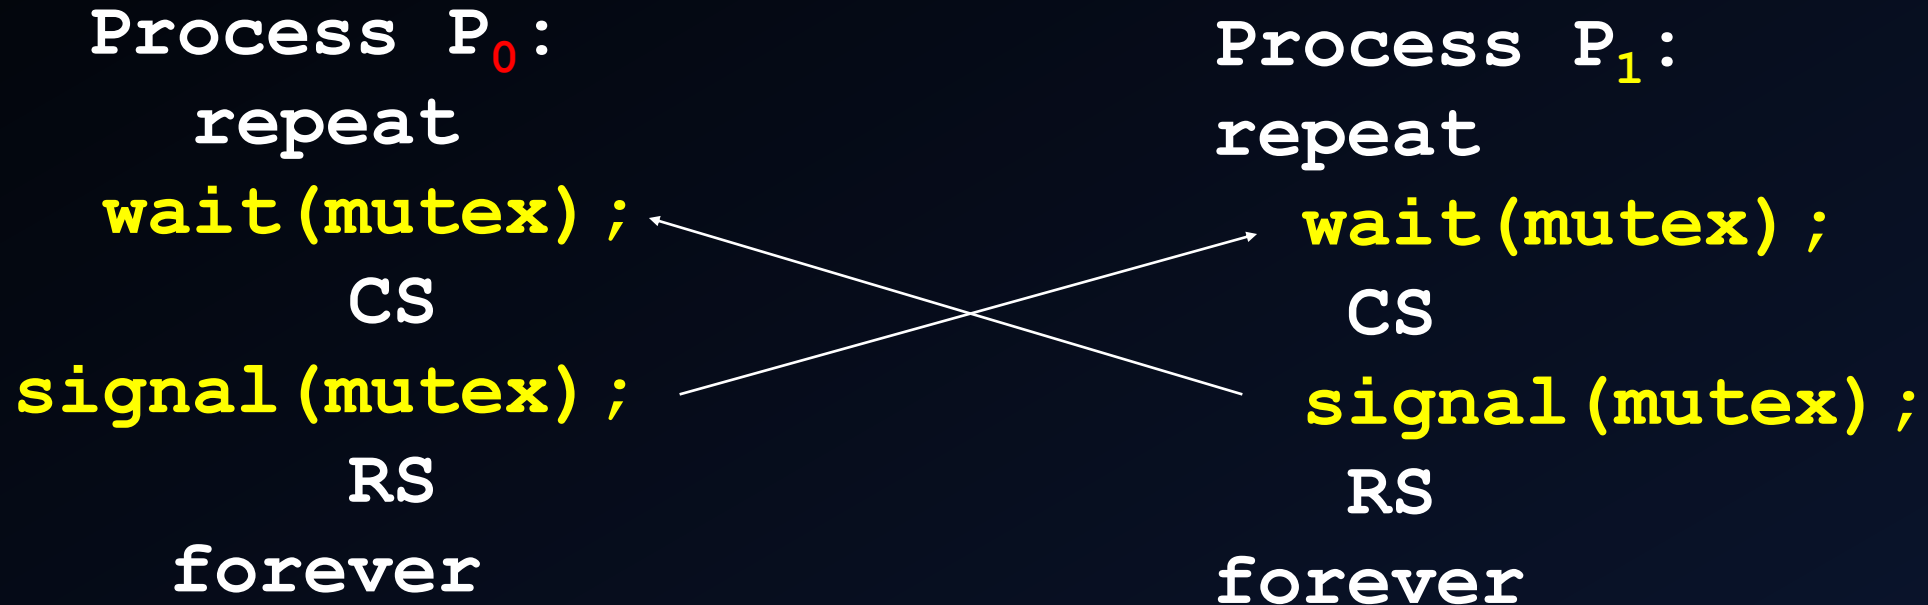 Process P0:
repeat
wait(mutex);
CS
signal(mutex);
RS
forever
Process P1:
repeat
wait(mutex);
CS
signal(mutex);
RS
forever